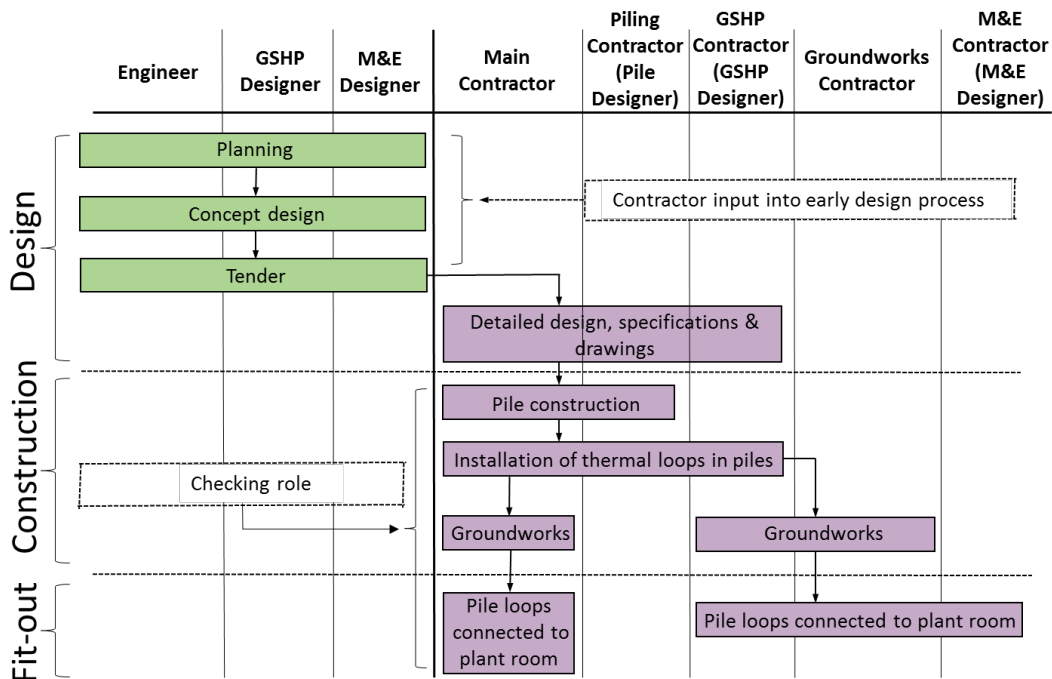 Engineer
GSHP
Designer
M&E
Designer
Main
Contractor
Piling
Contractor
(Pile
Designer)
GSHP
Contractor
(GSHP
Designer)
Groundworks
Contractor
M&E
Contractor
(M&E
Designer)
Design
Planning
Concept design
Tender
Contractor input into early design process
Detailed design, specifications &
drawings
Construction
Pile construction
Installation of thermal loops in piles
Checking role
Groundworks
Groundworks
Fit-out
Pile loops
connected to
plant room
Pile loops connected to plant room